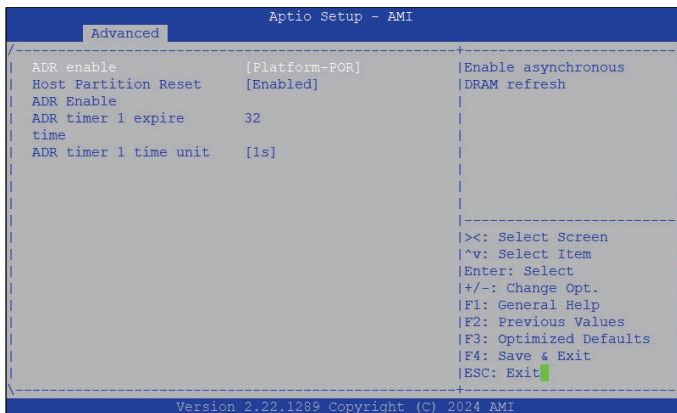 Aptio Setup - AMI
Advanced
ADR enable [Platform-POR]
Host Partition Reset [Enabled]
ADR Enable
ADR timer 1 expire 32
time
ADR timer 1 time unit [1s]
Enable asynchronous
DRAM refresh
><: Select Screen
^v: Select Item
Enter: Select
+/-: Change Opt.
F1: General Help
F2: Previous Values
F3: Optimized Defaults
F4: Save & Exit
ESC: Exit
Version 2.22.1289 Copyright (C) 2024 AMI